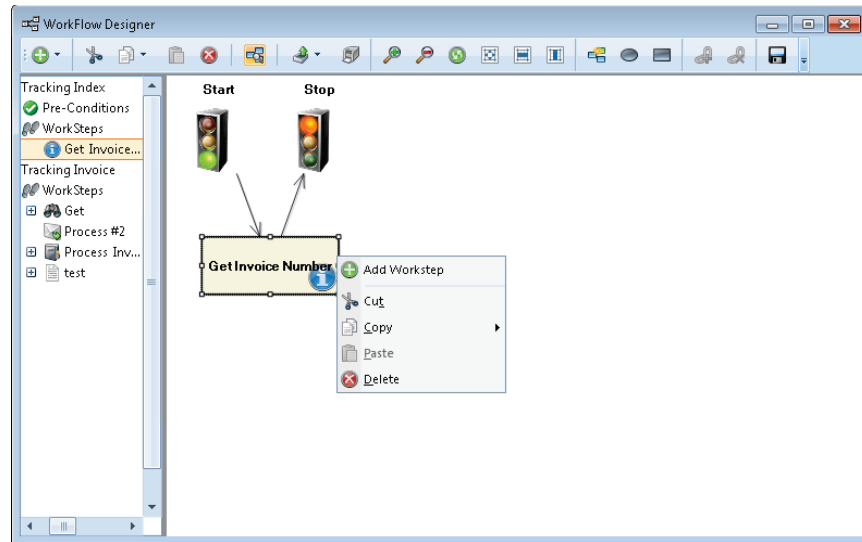 WorkFlow Designer
Tracking Index
Pre-Conditions
WorkSteps
Get Invoice...
Tracking Invoice
WorkSteps
Get
Process #2
Process Inv...
test
Start
Stop
Get Invoice Number
Add Workstep
Cut
Copy
Paste
Delete